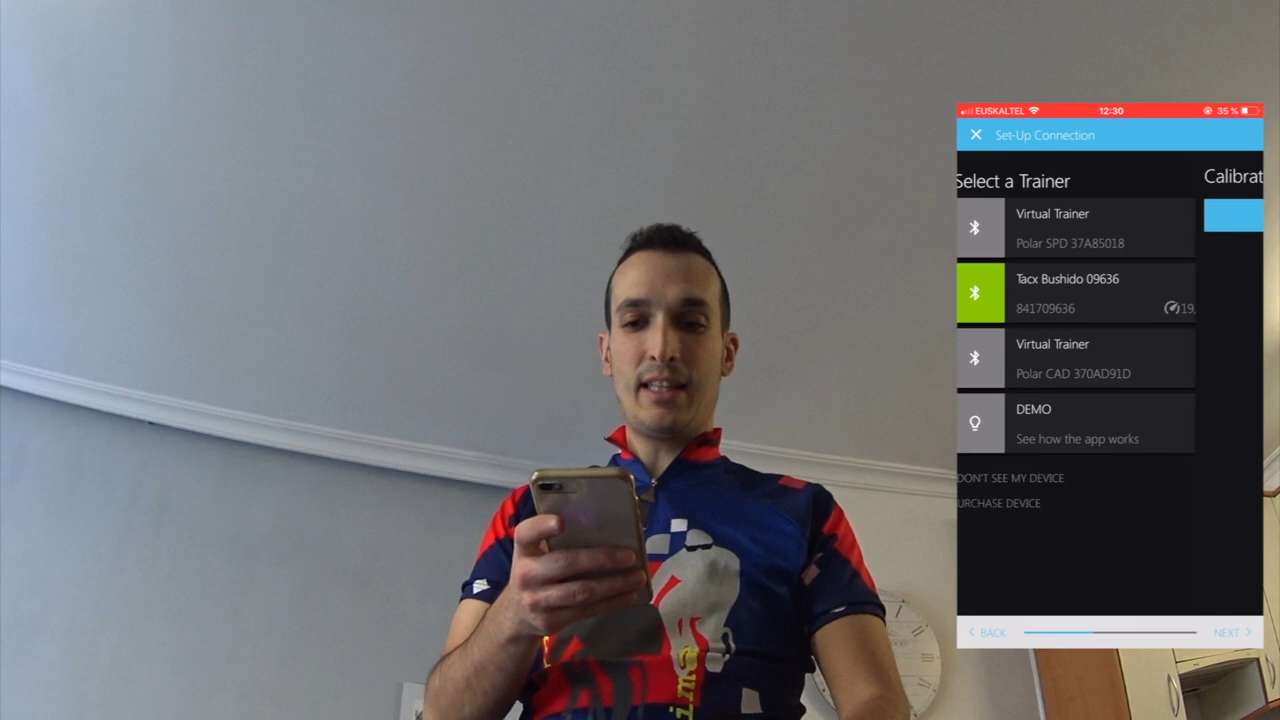 EUSKALTEL 12:30 35 %
Set-Up Connection
Select a Trainer
Calibrat
Virtual Trainer
Polar SPD 37A85018
Tacx Bushido 09636
841709636 19,
Virtual Trainer
Polar CAD 370AD91D
DEMO
See how the app works
DON'T SEE MY DEVICE
URCHASE DEVICE
BACK NEXT